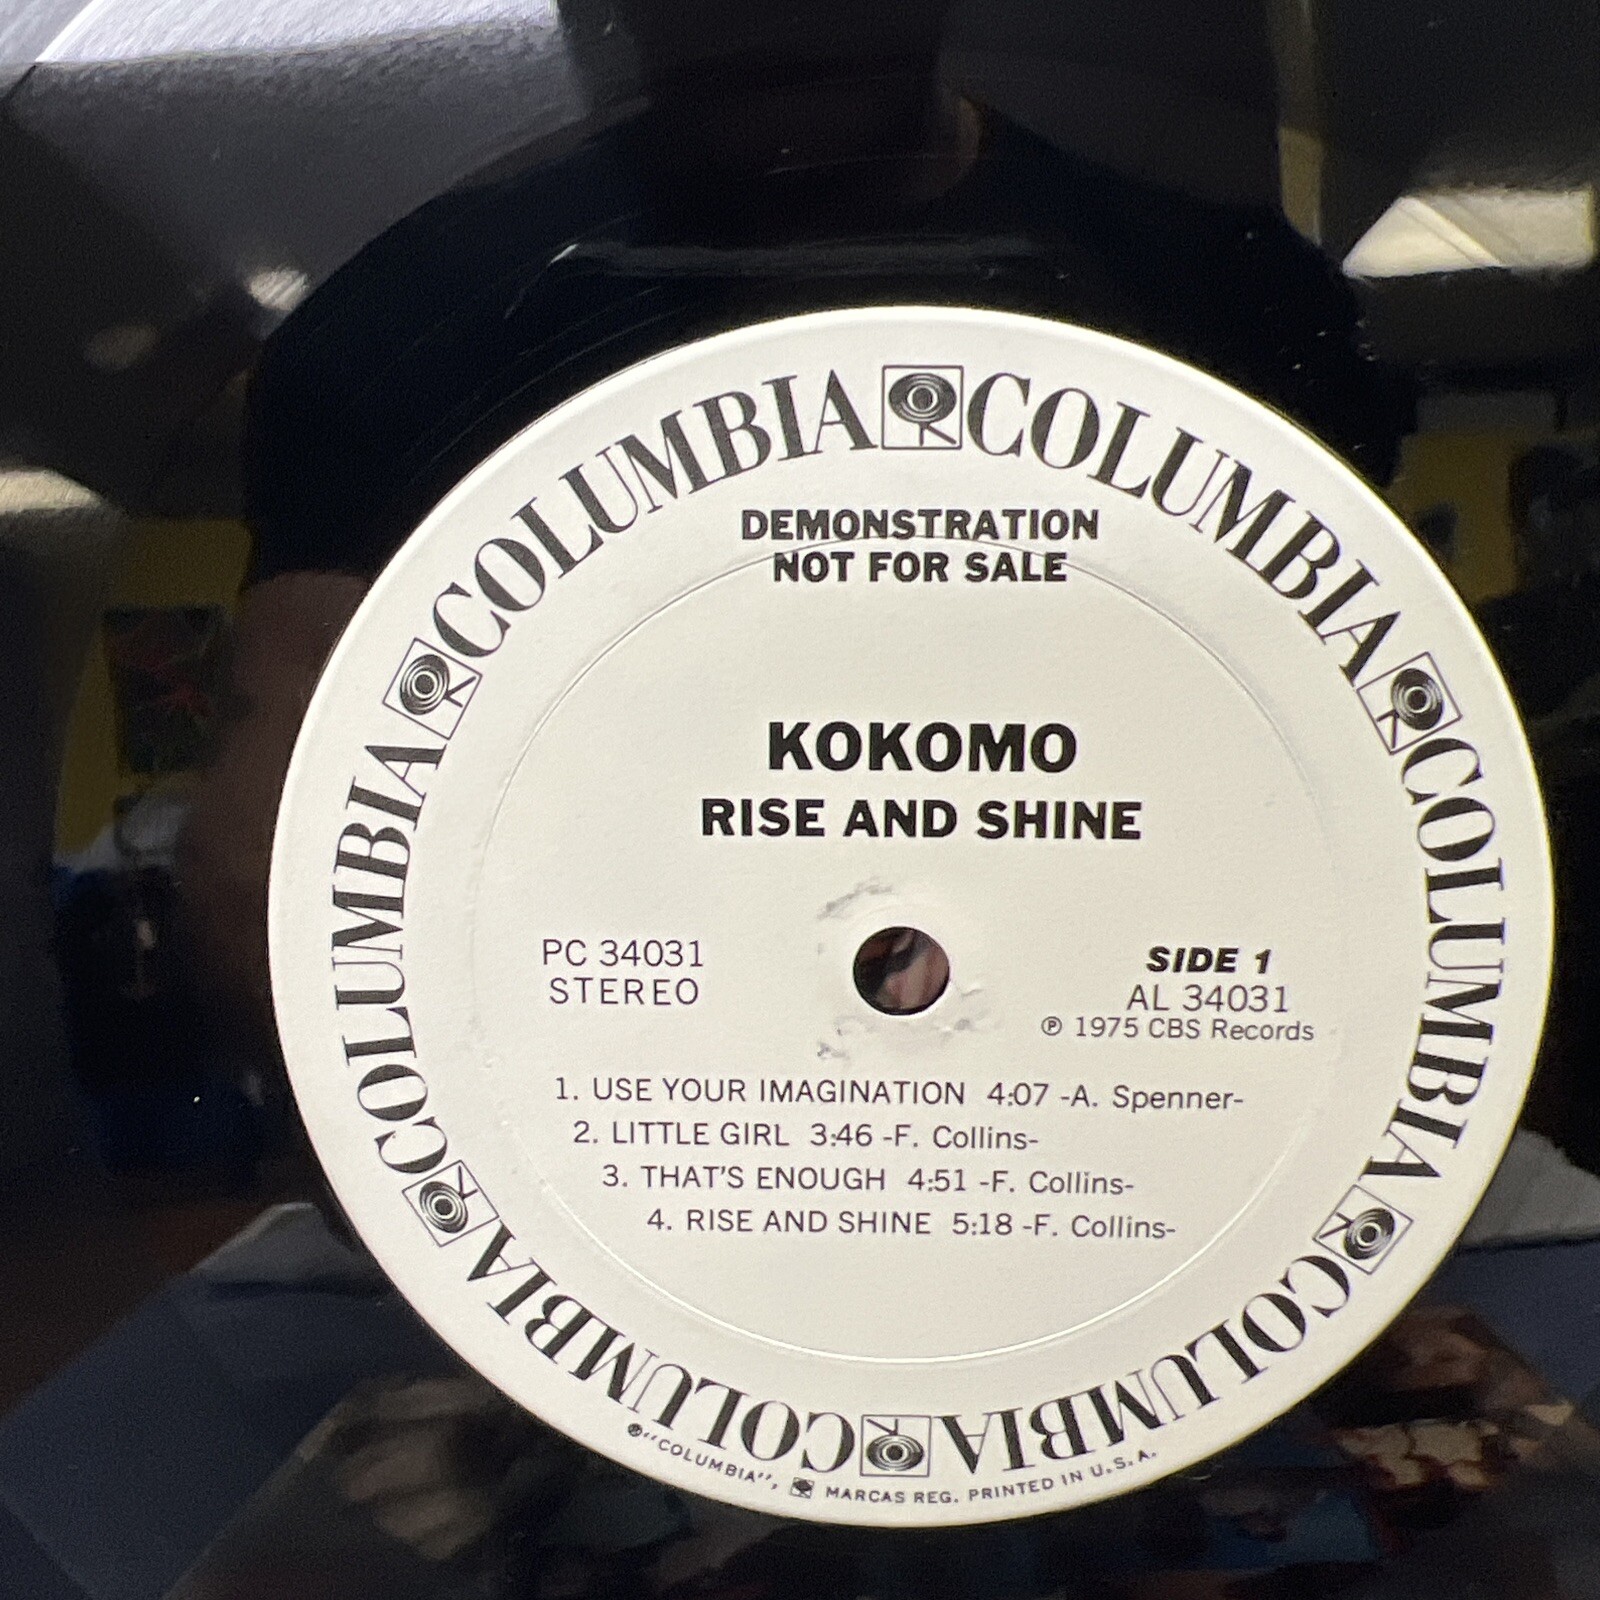 COLUMBIA COLUMBIA COLUMBIA COLUMBIA COLUMBIA COLUMBIA
DEMONSTRATION
NOT FOR SALE
KOKOMO
RISE AND SHINE
PC 34031
STEREO
SIDE 1
AL 34031
℗ 1975 CBS Records
1. USE YOUR IMAGINATION 4:07 -A. Spenner-
2. LITTLE GIRL 3:46 -F. Collins-
3. THAT'S ENOUGH 4:51 -F. Collins-
4. RISE AND SHINE 5:18 -F. Collins-
®"COLUMBIA", MARCAS REG. PRINTED IN U.S.A.